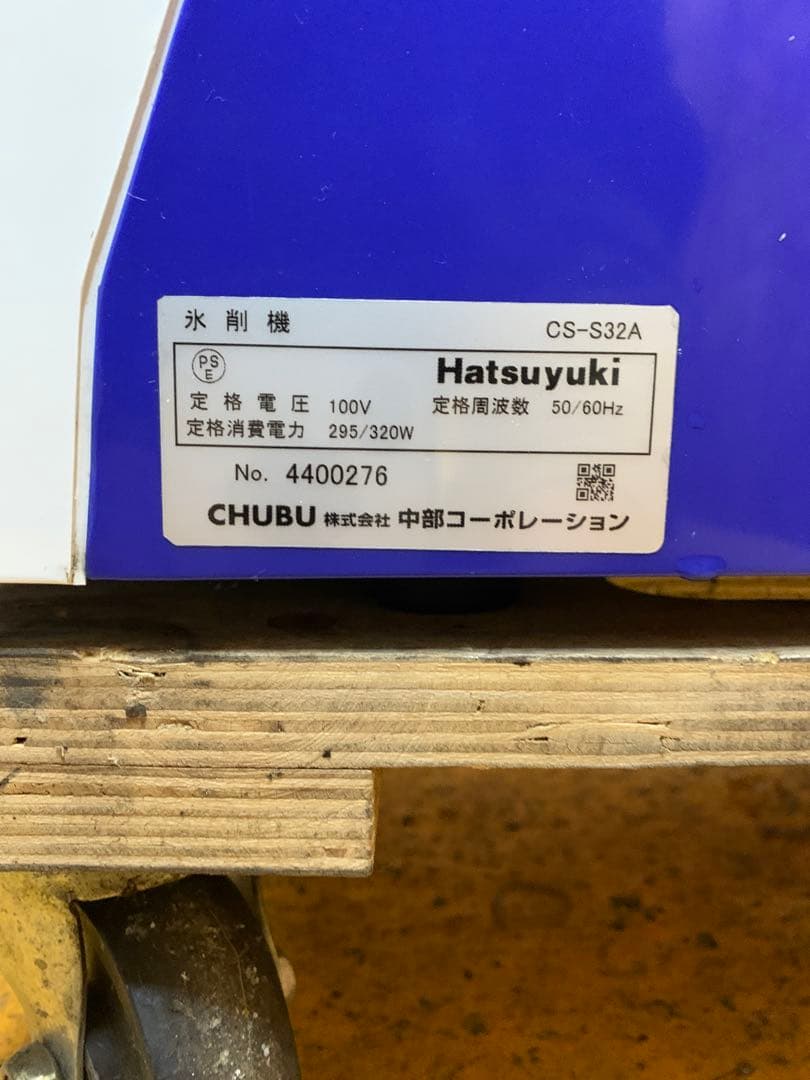 氷削機 CS-S32A
PS E Hatsuyuki
定格電圧 100V 定格周波数 50/60Hz
定格消費電力 295/320W
No. 4400276
CHUBU 株式会社 中部コーポレーション